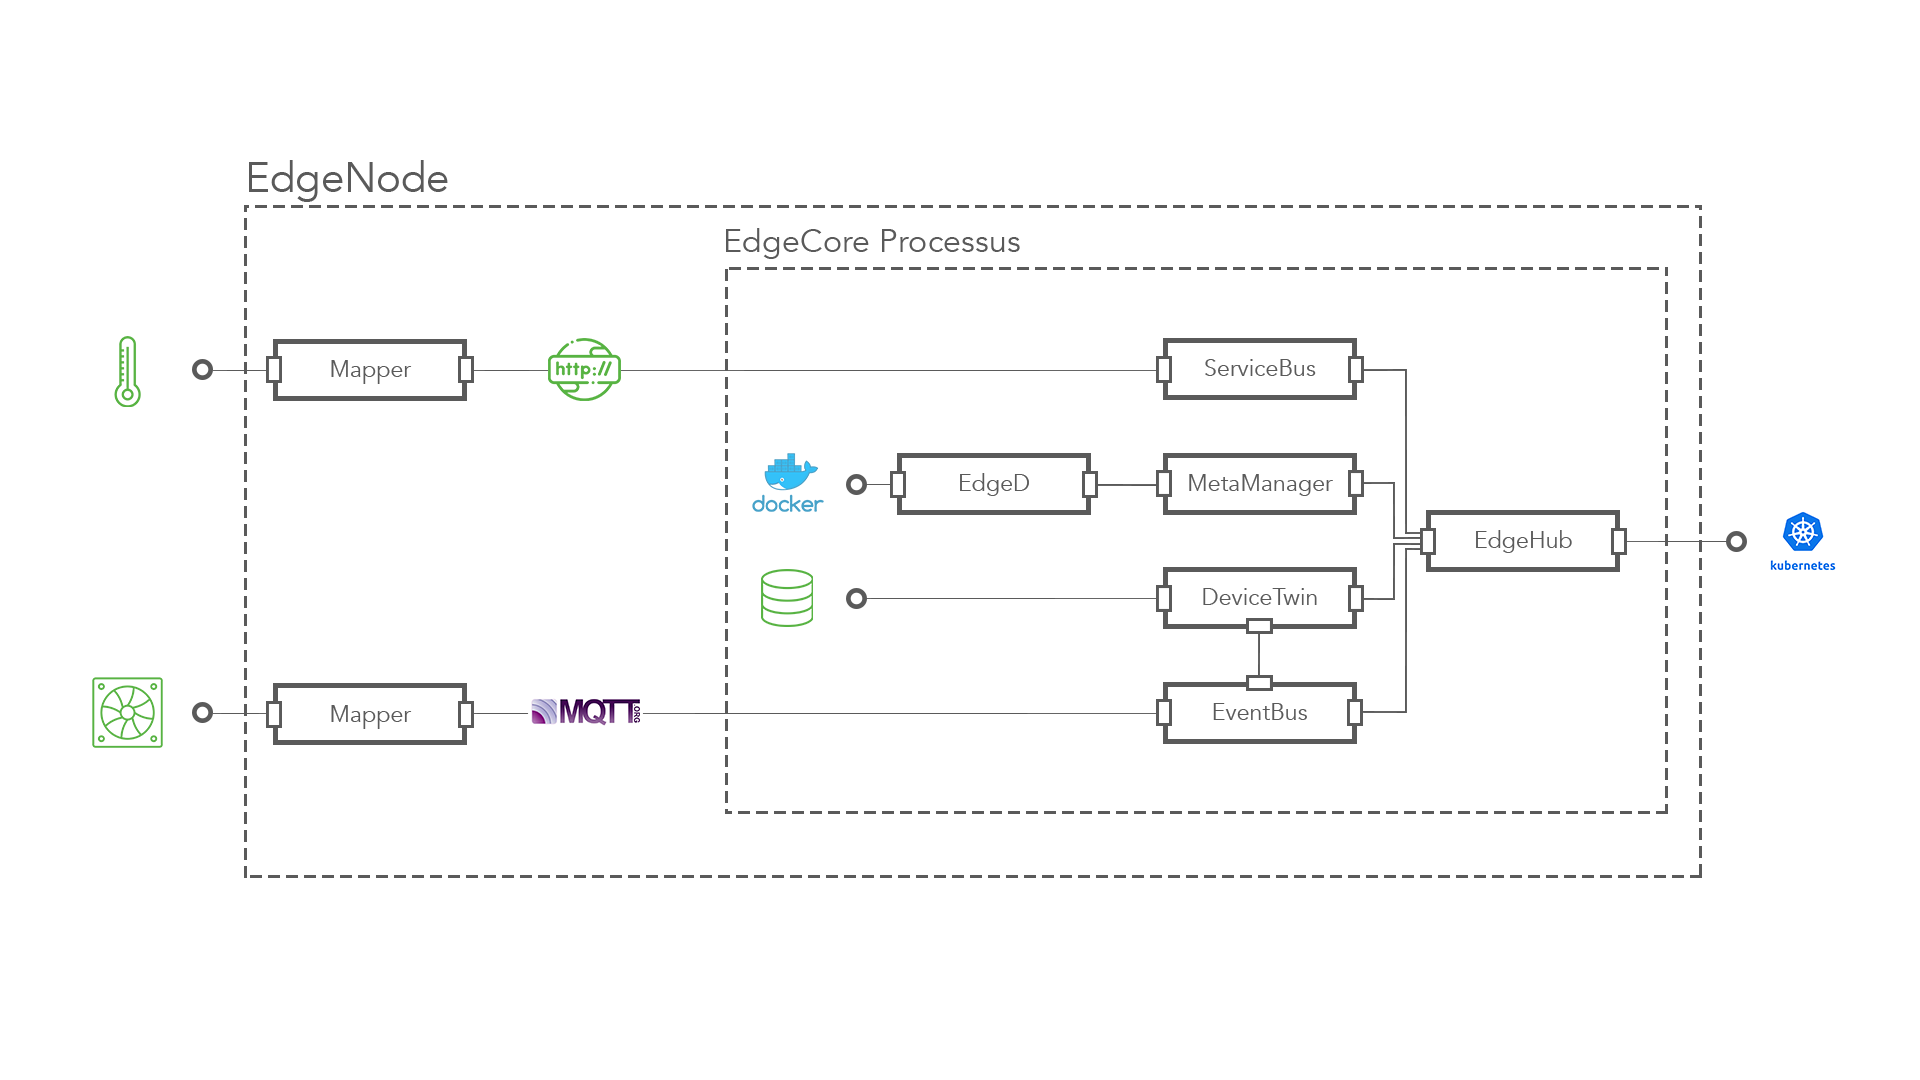 EdgeNode
EdgeCore Processus
Mapper
http://
ServiceBus
docker
EdgeD
MetaManager
EdgeHub
kubernetes
DeviceTwin
Mapper
MQTT.ORG
EventBus